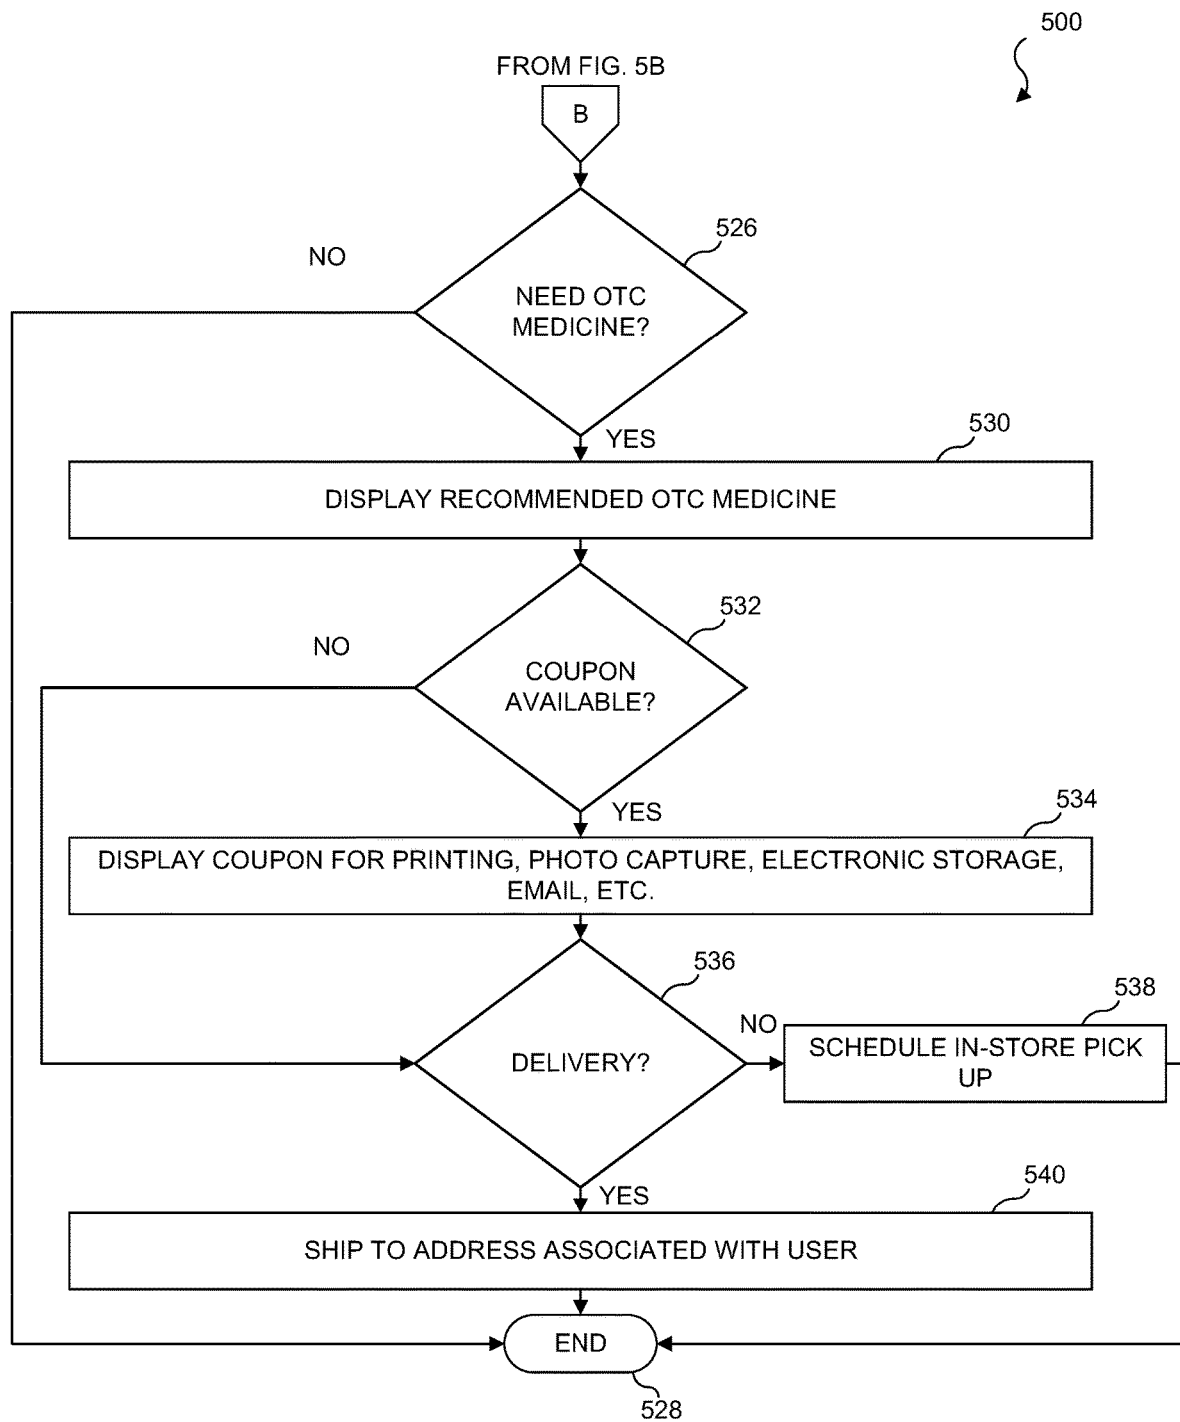 500
FROM FIG. 5B
B
526
NO
NEED OTC
MEDICINE?
YES
530
DISPLAY RECOMMENDED OTC MEDICINE
532
NO
COUPON
AVAILABLE?
YES
534
DISPLAY COUPON FOR PRINTING, PHOTO CAPTURE, ELECTRONIC STORAGE,
EMAIL, ETC.
536
538
NO
DELIVERY?
SCHEDULE IN-STORE PICK
UP
YES
540
SHIP TO ADDRESS ASSOCIATED WITH USER
END
528